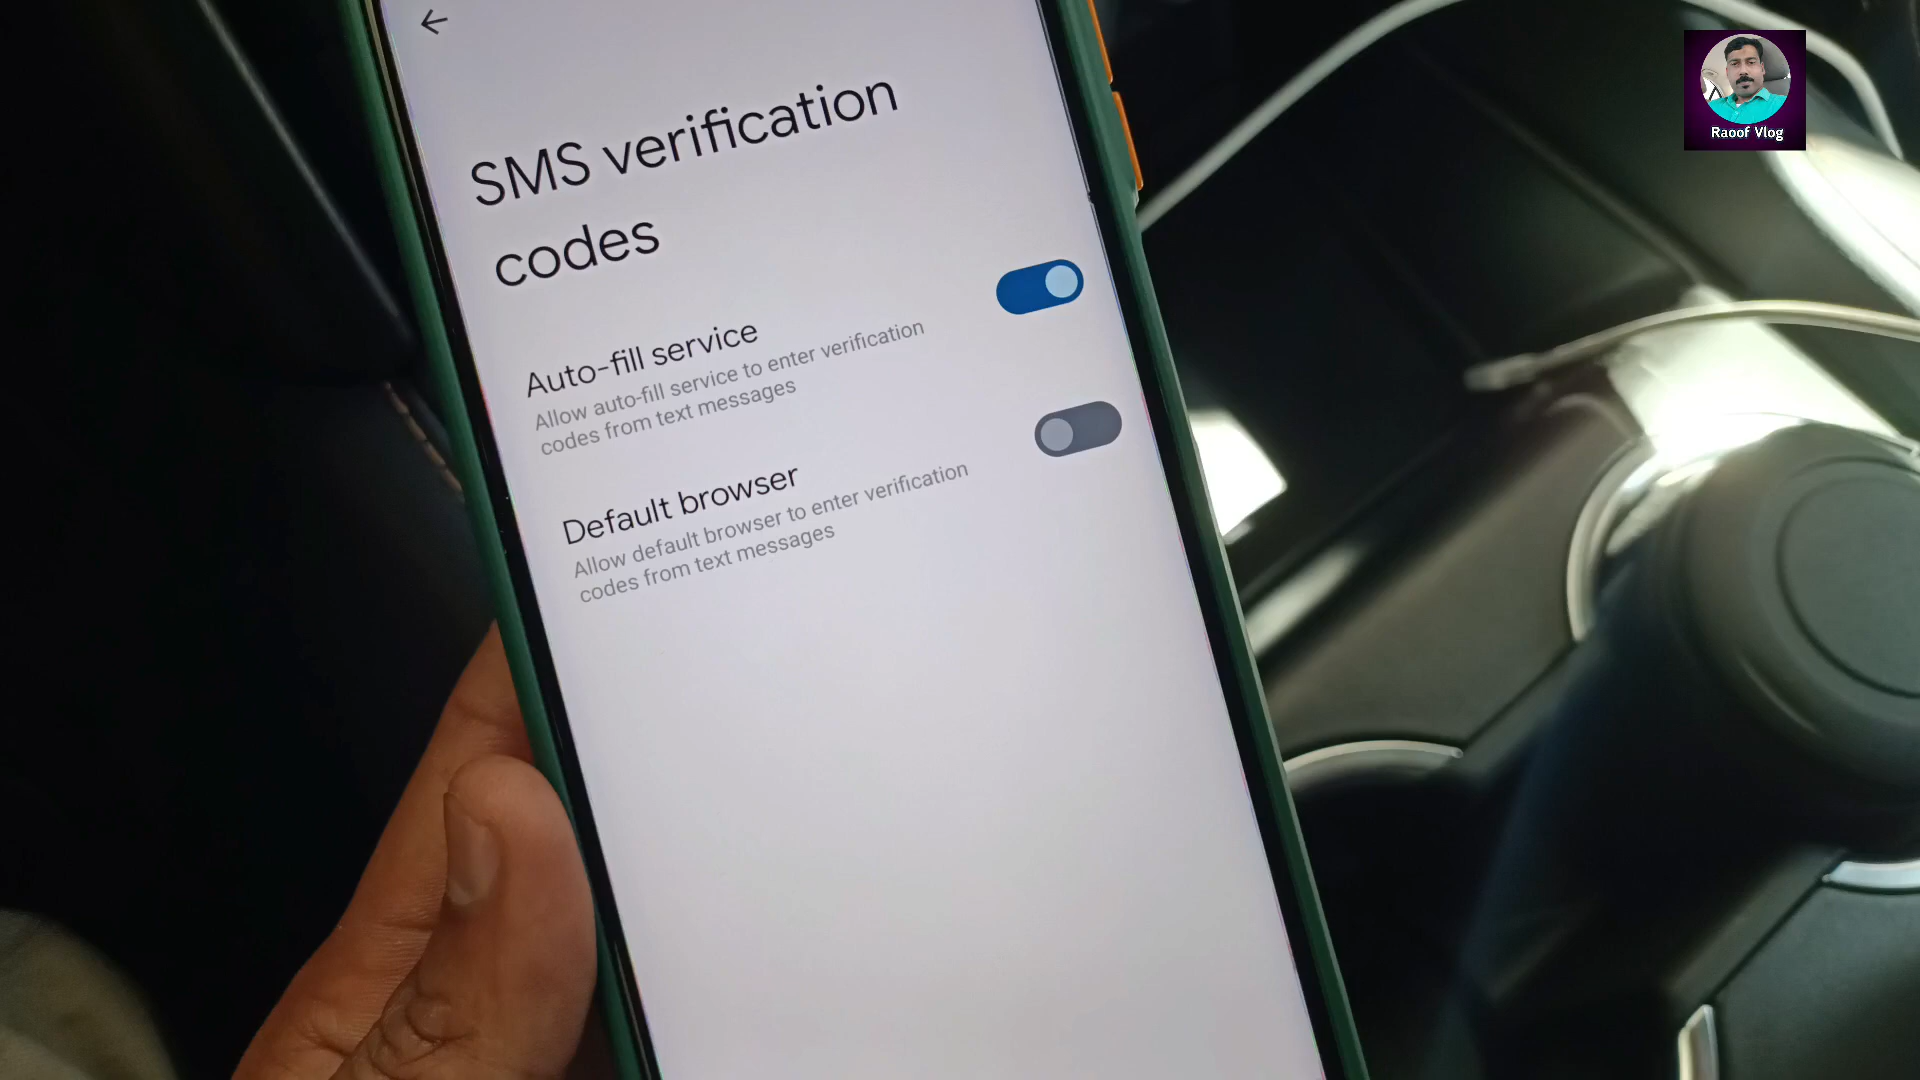 SMS verification
codes
Auto-fill service
Allow auto-fill service to enter verification
codes from text messages
Default browser
Allow default browser to enter verification
codes from text messages
Raoof Vlog